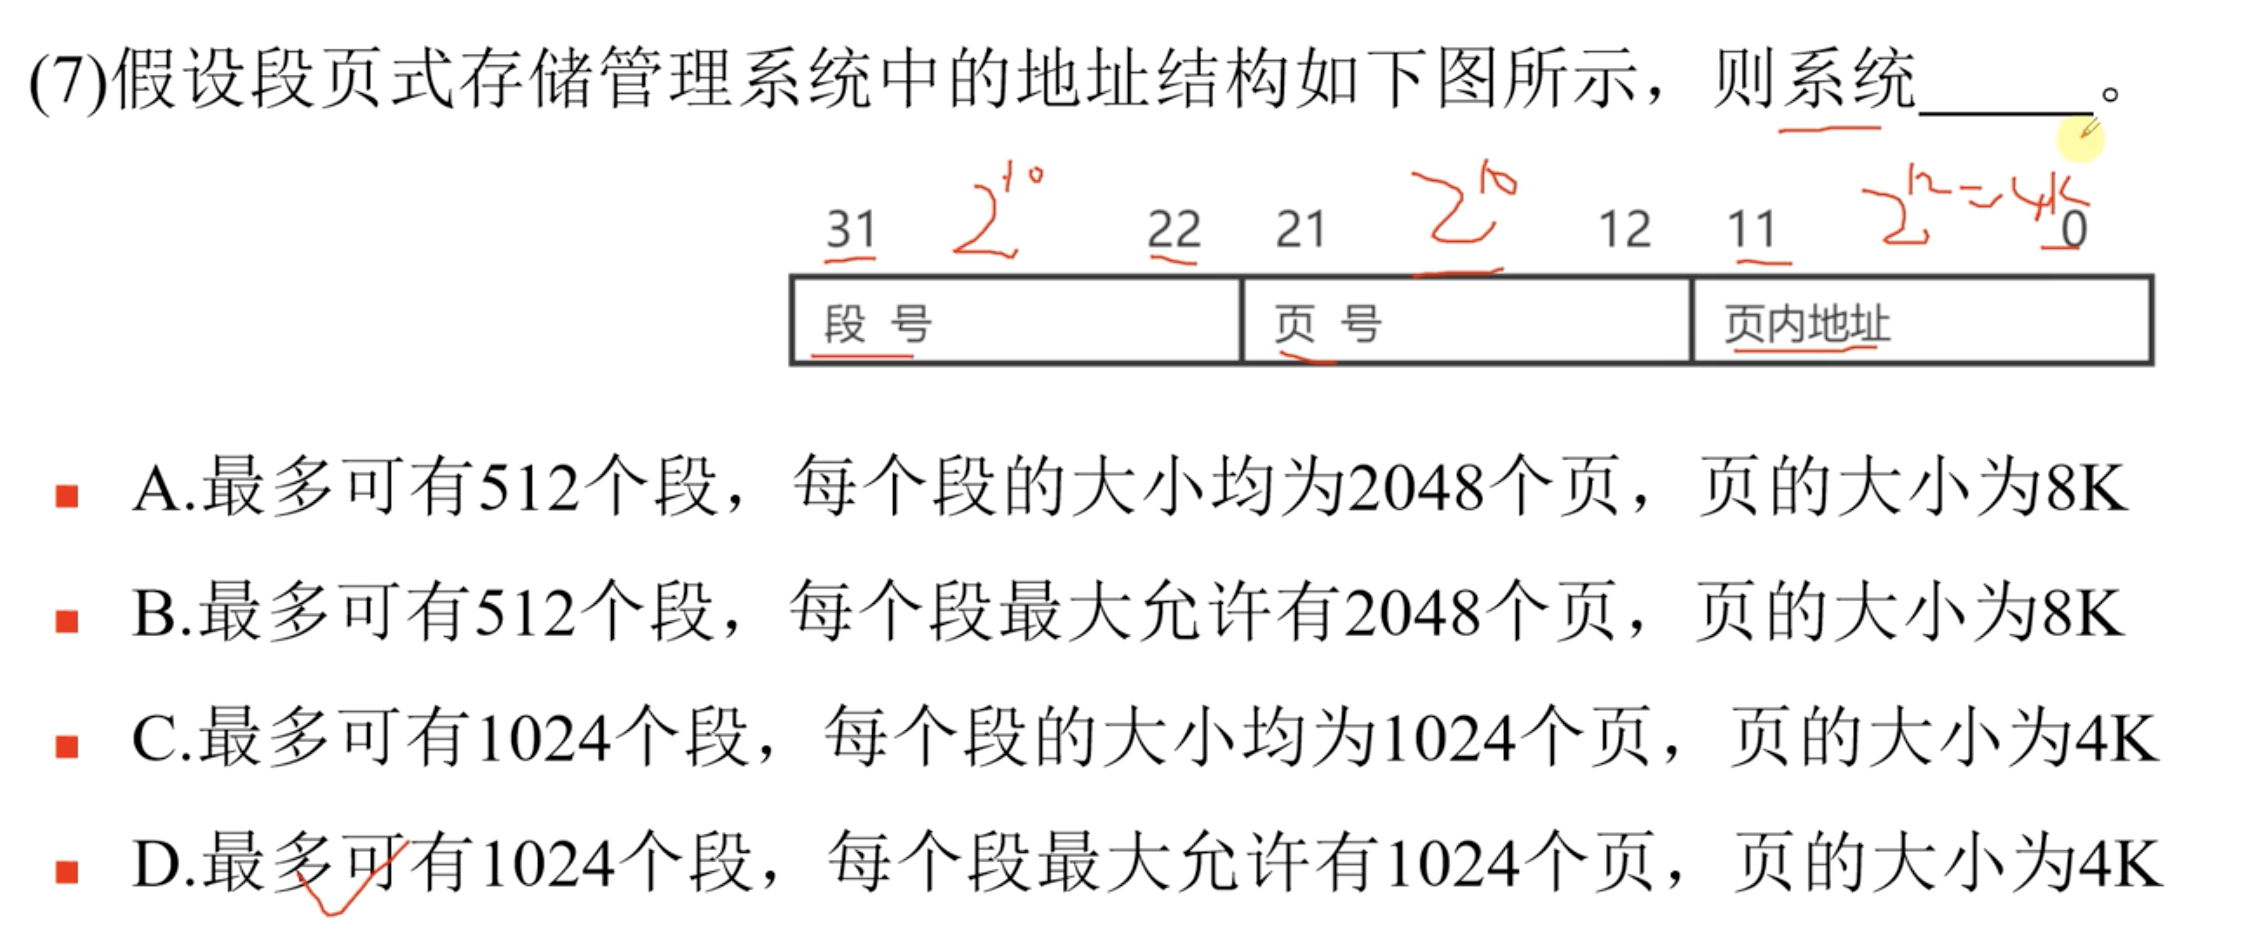 (7)假设段页式存储管理系统中的地址结构如下图所示，则系统______。
2^10 2^10 2^12=4K
31 22 21 12 11 0
段 号 页 号 页内地址
A.最多可有512个段，每个段的大小均为2048个页，页的大小为8K
B.最多可有512个段，每个段最大允许有2048个页，页的大小为8K
C.最多可有1024个段，每个段的大小均为1024个页，页的大小为4K
D.最多可有1024个段，每个段最大允许有1024个页，页的大小为4K